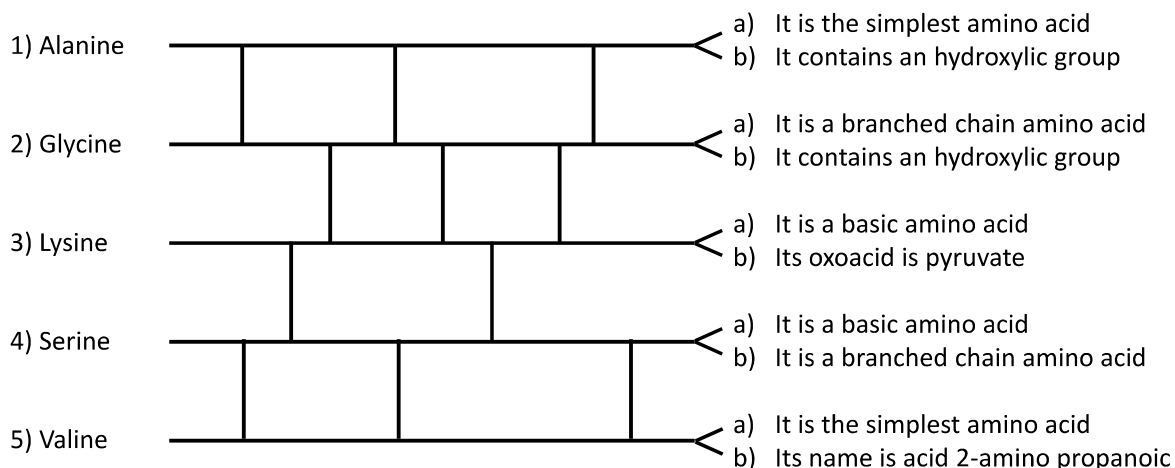 1) Alanine
a) It is the simplest amino acid
b) It contains an hydroxylic group
2) Glycine
a) It is a branched chain amino acid
b) It contains an hydroxylic group
3) Lysine
a) It is a basic amino acid
b) Its oxoacid is pyruvate
4) Serine
a) It is a basic amino acid
b) It is a branched chain amino acid
5) Valine
a) It is the simplest amino acid
b) Its name is acid 2-amino propanoic